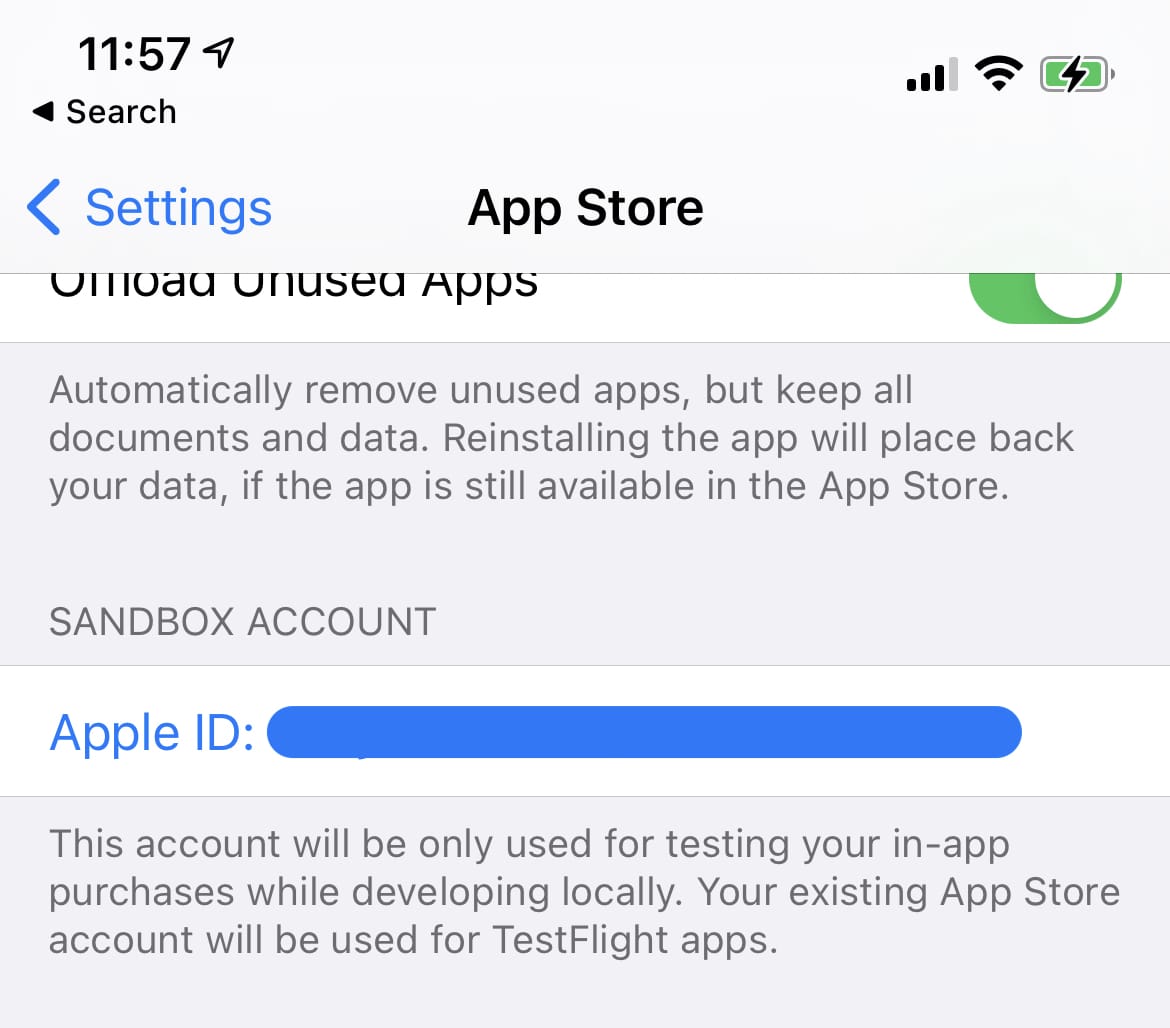 11:57
Search
Settings
App Store
Offload Unused Apps
Automatically remove unused apps, but keep all
documents and data. Reinstalling the app will place back
your data, if the app is still available in the App Store.
SANDBOX ACCOUNT
Apple ID:
This account will be only used for testing your in-app
purchases while developing locally. Your existing App Store
account will be used for TestFlight apps.